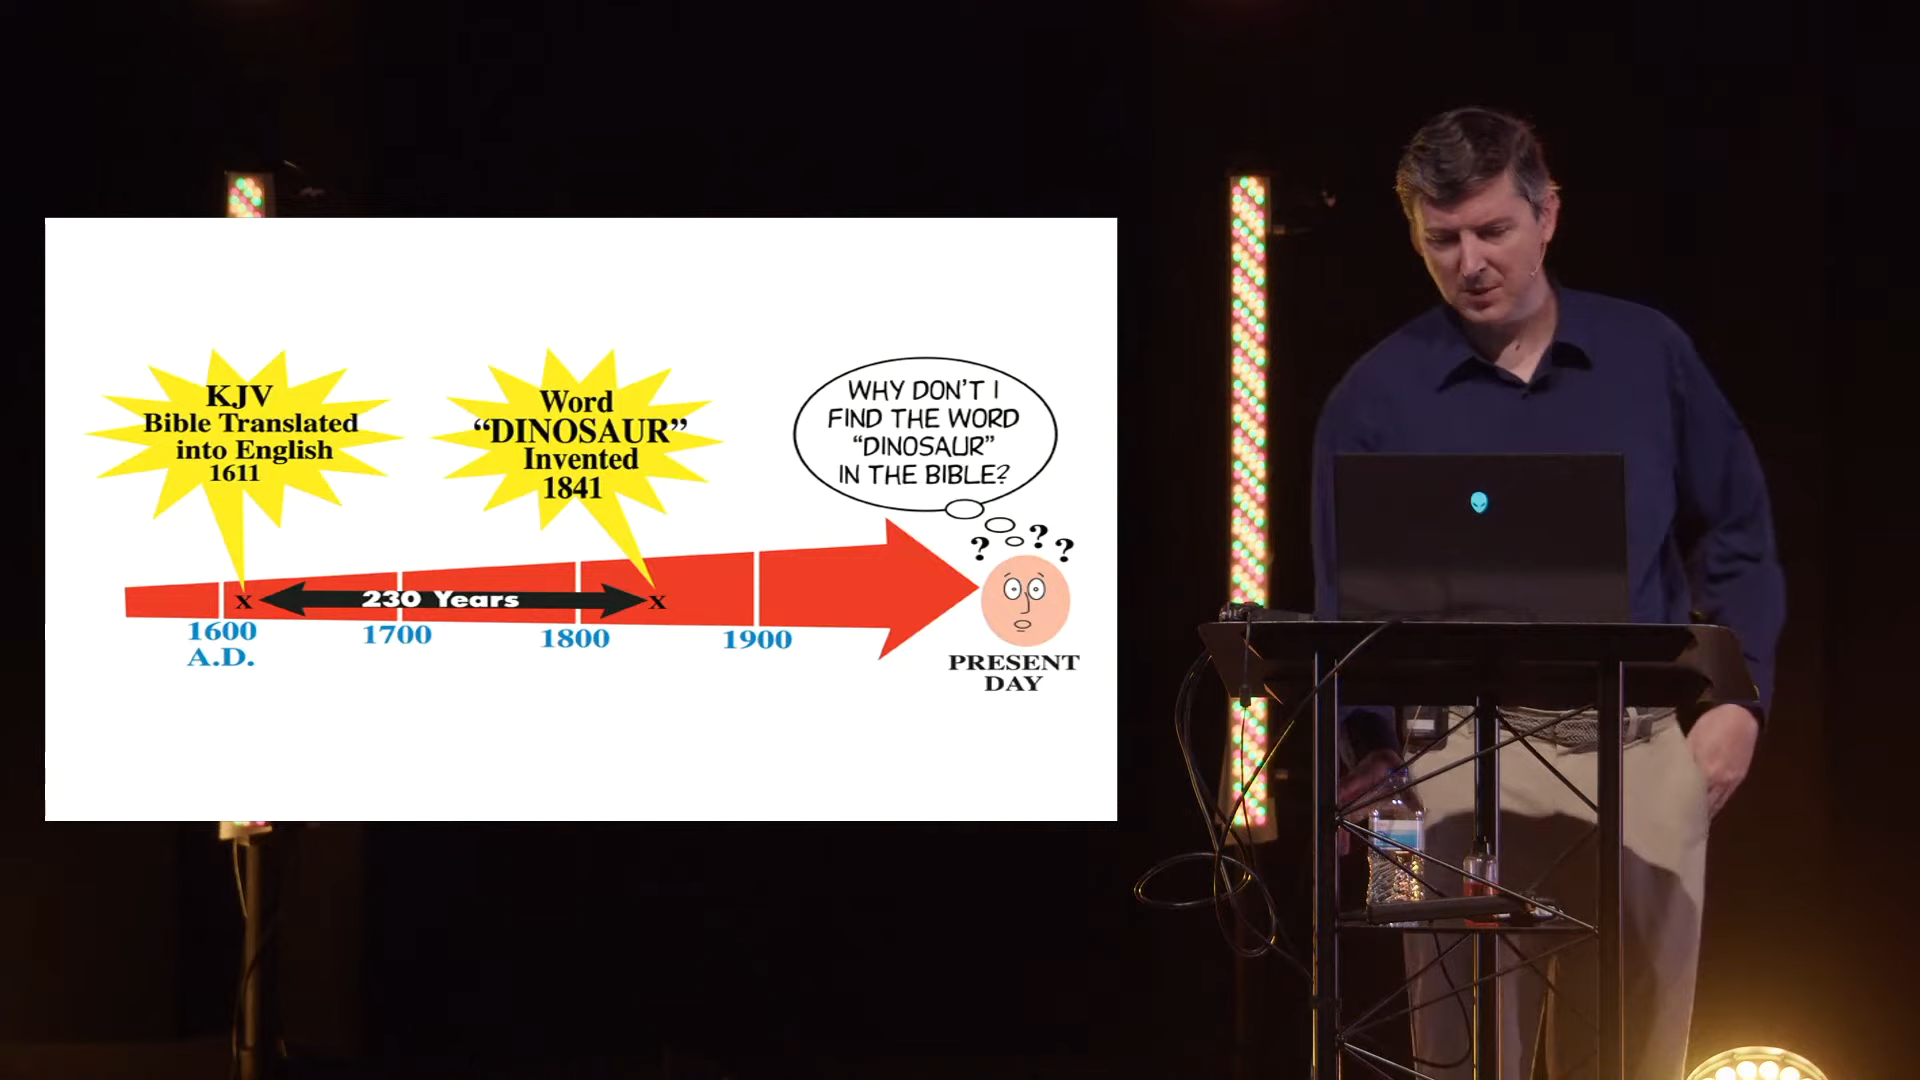 KJV
Bible Translated
into English
1611
Word
“DINOSAUR”
Invented
1841
WHY DON'T I
FIND THE WORD
“DINOSAUR”
IN THE BIBLE?
? ? ?
x 230 Years x
1600
A.D.
1700
1800
1900
PRESENT
DAY